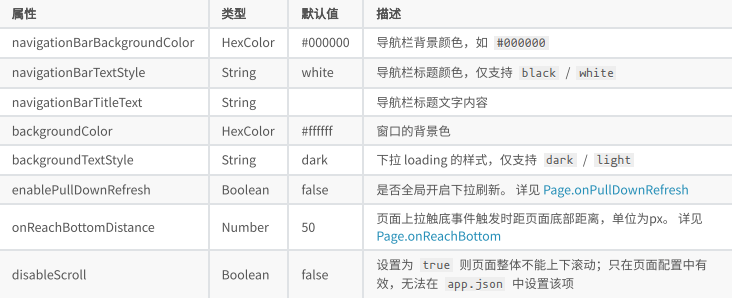 属性 类型 默认值 描述
navigationBarBackgroundColor HexColor #000000 导航栏背景颜色，如 #000000
navigationBarTextStyle String white 导航栏标题颜色，仅支持 black / white
navigationBarTitleText String 导航栏标题文字内容
backgroundColor HexColor #ffffff 窗口的背景色
backgroundTextStyle String dark 下拉 loading 的样式，仅支持 dark / light
enablePullDownRefresh Boolean false 是否全局开启下拉刷新。 详见 Page.onPullDownRefresh
onReachBottomDistance Number 50 页面上拉触底事件触发时距页面底部距离，单位为px。 详见
Page.onReachBottom
disableScroll Boolean false 设置为 true 则页面整体不能上下滚动；只在页面配置中有
效，无法在 app.json 中设置该项